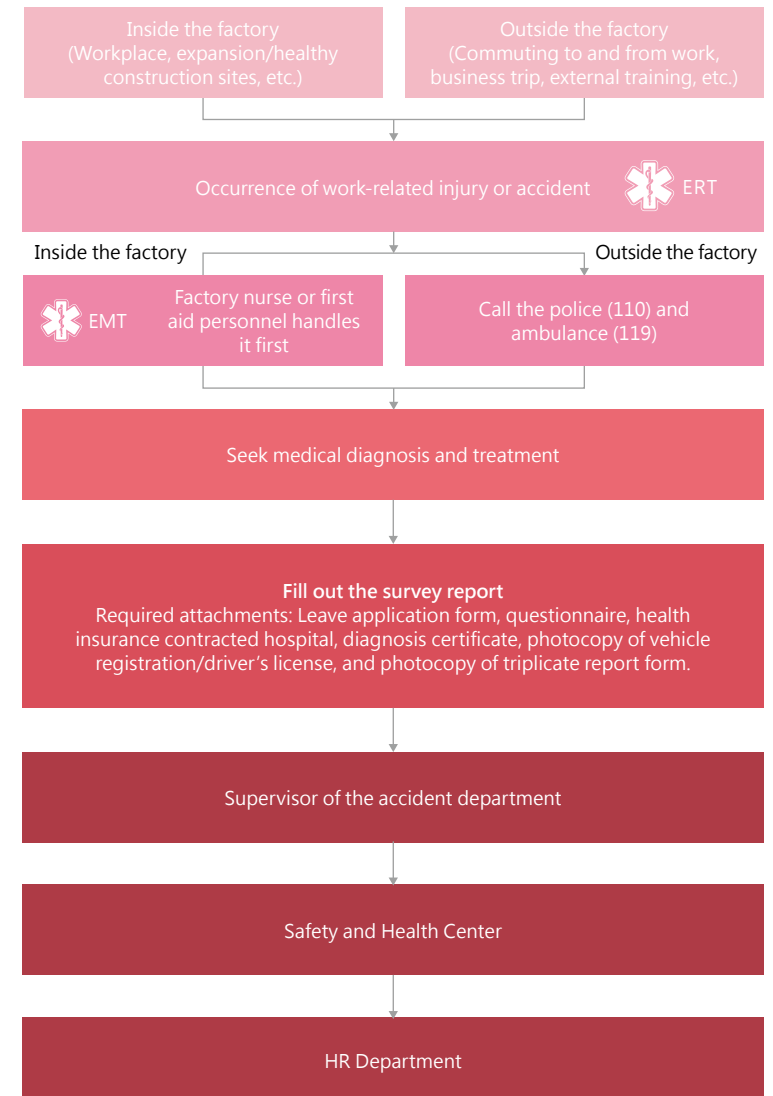 Inside the factory
(Workplace, expansion/healthy
construction sites, etc.)
Outside the factory
(Commuting to and from work,
business trip, external training, etc.)
Occurrence of work-related injury or accident
ERT
Inside the factory
Outside the factory
EMT
Factory nurse or first
aid personnel handles
it first
Call the police (110) and
ambulance (119)
Seek medical diagnosis and treatment
Fill out the survey report
Required attachments: Leave application form, questionnaire, health
insurance contracted hospital, diagnosis certificate, photocopy of vehicle
registration/driver’s license, and photocopy of triplicate report form.
Supervisor of the accident department
Safety and Health Center
HR Department